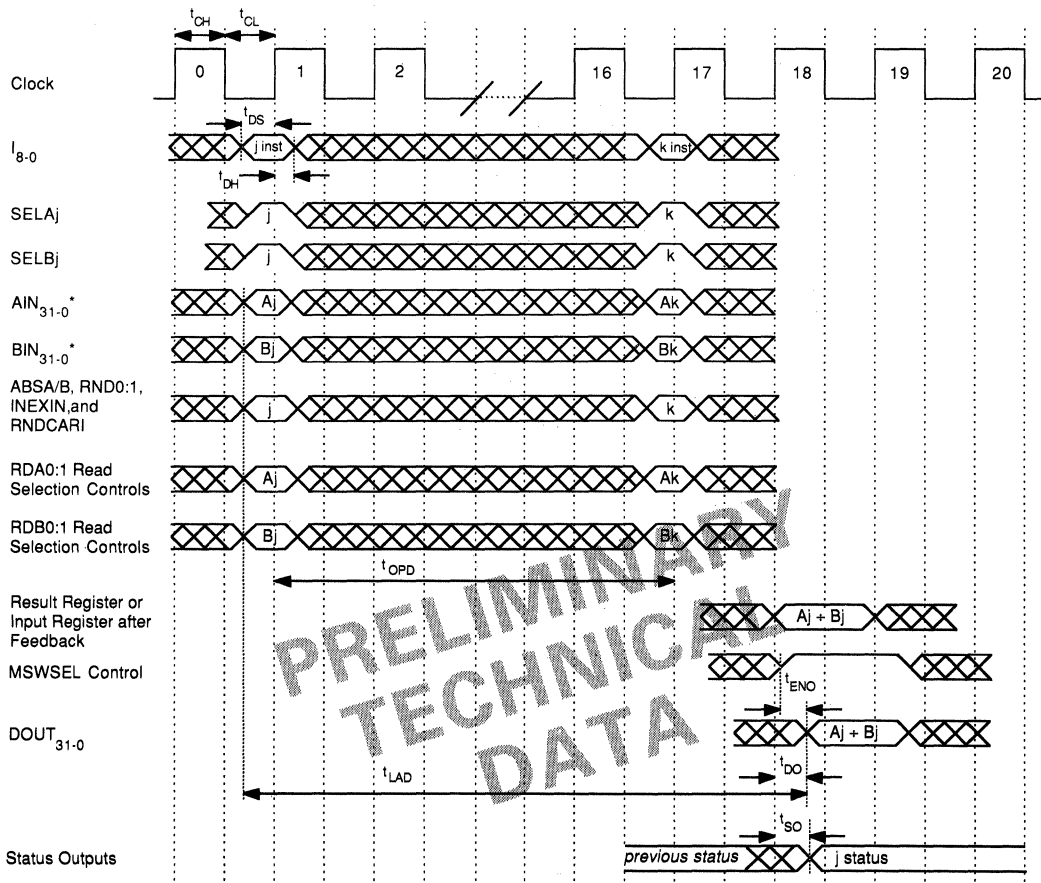 tCH tCL
Clock 0 1 2 16 17 18 19 20
tDS
I8-0 j inst k inst
tDH
SELAj j k
SELBj j k
AIN31-0* Aj Ak
BIN31-0* Bj Bk
ABSA/B, RND0:1,
INEXIN,and
RNDCARI
j k
RDA0:1 Read
Selection Controls
Aj Ak
RDB0:1 Read
Selection Controls
Bj Bk
tOPD
Result Register or
Input Register after
Feedback
Aj ÷ Bj
MSWSEL Control
tENO
DOUT31-0 Aj ÷ Bj
tDO
tLAD
tSO
Status Outputs previous status j status
PRELIMINARY
TECHNICAL
DATA